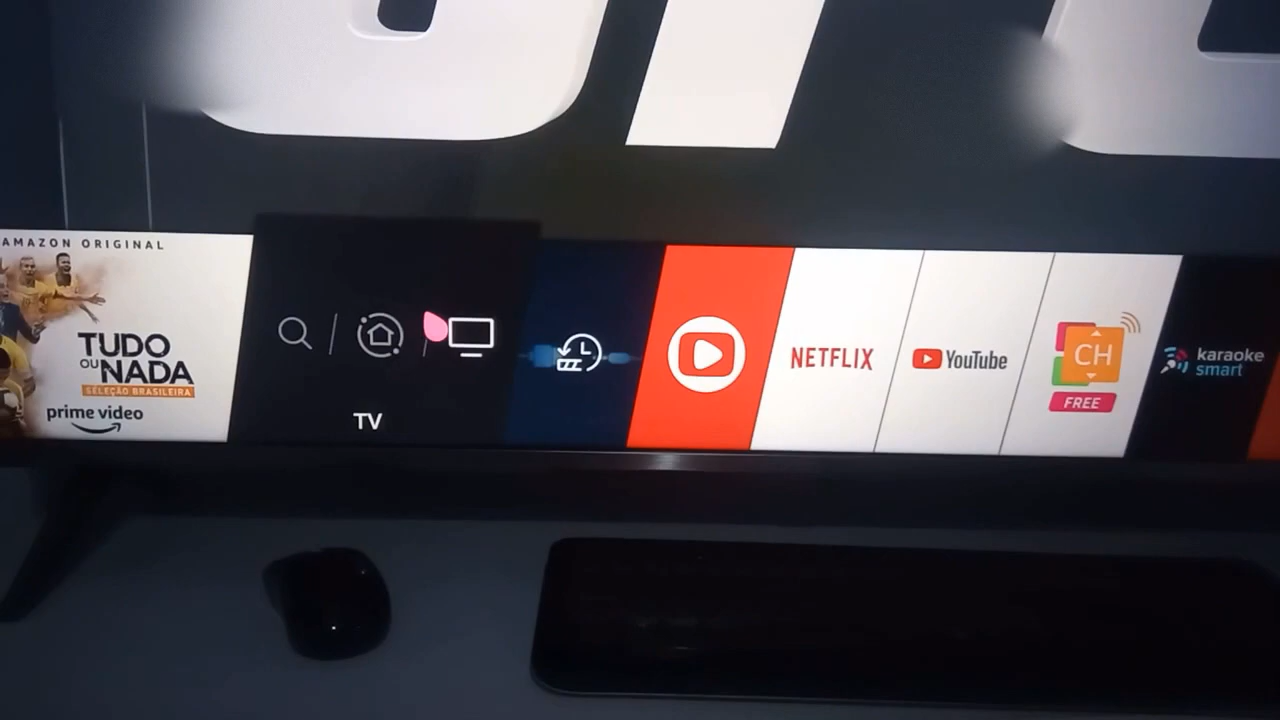 AMAZON ORIGINAL
TUDO
OU NADA
SELEÇÃO BRASILEIRA
prime video
TV
NETFLIX
YouTube
CH
FREE
karaoke
smart